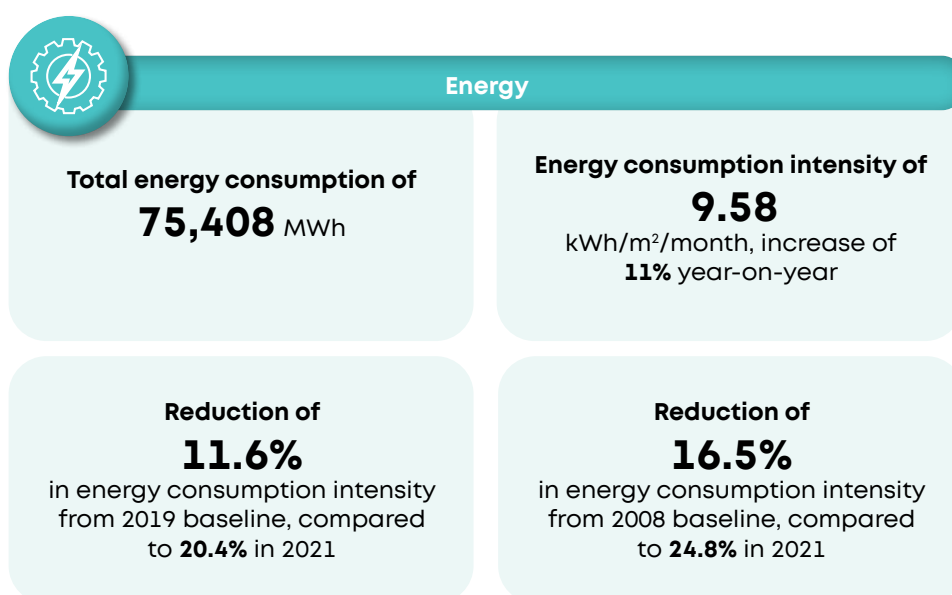 Energy
Total energy consumption of
75,408 MWh
Energy consumption intensity of
9.58
kWh/m²/month, increase of
11% year-on-year
Reduction of
11.6%
in energy consumption intensity
from 2019 baseline, compared
to 20.4% in 2021
Reduction of
16.5%
in energy consumption intensity
from 2008 baseline, compared
to 24.8% in 2021